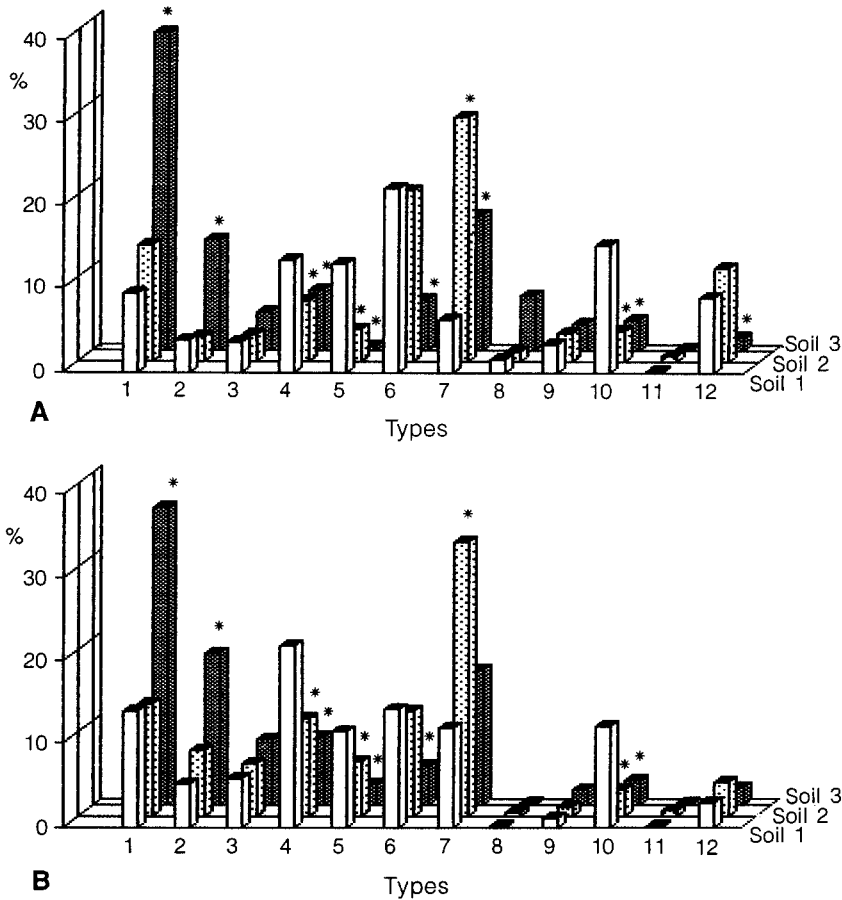 40
%
30
20
10
0
* * * * * * * * * * * * *
Soil 3
Soil 2
Soil 1
1 2 3 4 5 6 7 8 9 10 11 12
A
Types
40
%
30
20
10
0
* * * * * * * * * * *
Soil 3
Soil 2
Soil 1
1 2 3 4 5 6 7 8 9 10 11 12
B
Types